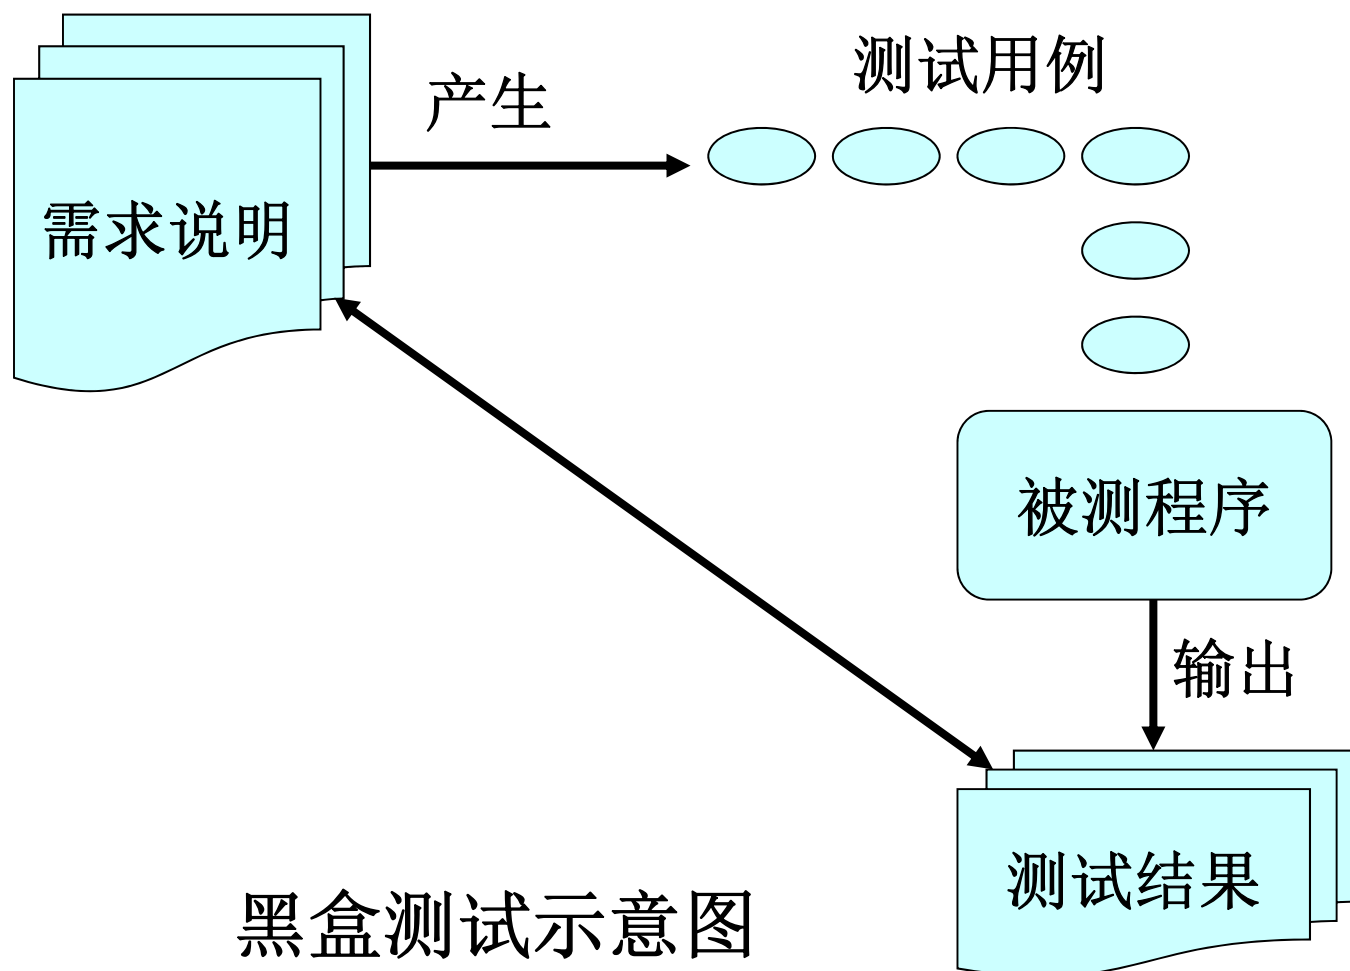 测试用例
产生
需求说明
被测程序
输出
测试结果
黑盒测试示意图